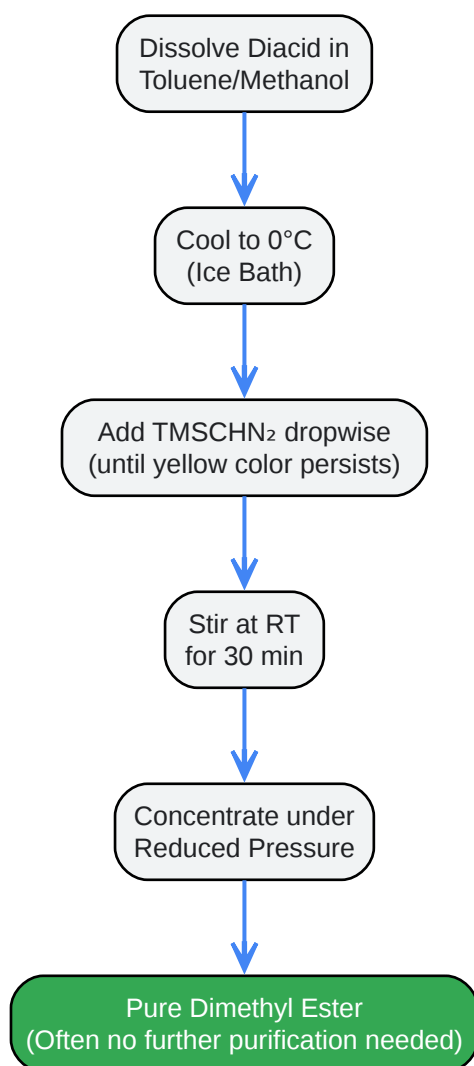 Dissolve Diacid in
Toluene/Methanol
Cool to 0°C
(Ice Bath)
Add TMSCHN₂ dropwise
(until yellow color persists)
Stir at RT
for 30 min
Concentrate under
Reduced Pressure
Pure Dimethyl Ester
(Often no further purification needed)